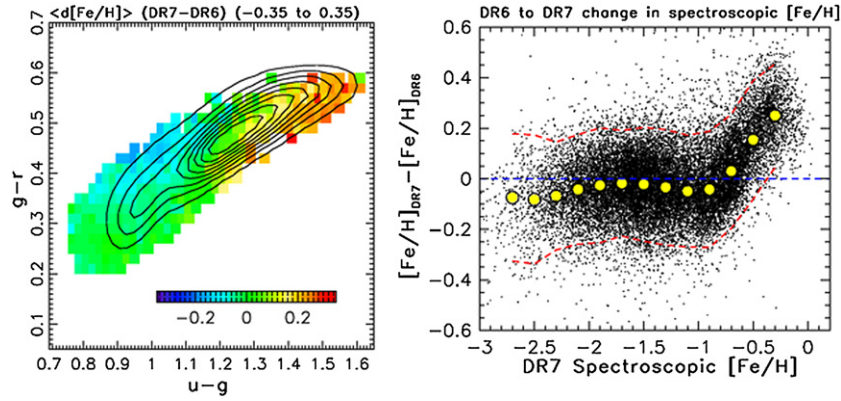 <d[Fe/H]> (DR7-DR6) (-0.35 to 0.35)
g-r
0.7
0.6
0.5
0.4
0.3
0.2
0.1
-0.2 0 0.2
0.7 0.8 0.9 1 1.1 1.2 1.3 1.4 1.5 1.6
u-g
DR6 to DR7 change in spectroscopic [Fe/H]
[Fe/H]DR7-[Fe/H]DR6
0.6
0.4
0.2
0
-0.2
-0.4
-0.6
-3 -2.5 -2 -1.5 -1 -0.5 0
DR7 Spectroscopic [Fe/H]